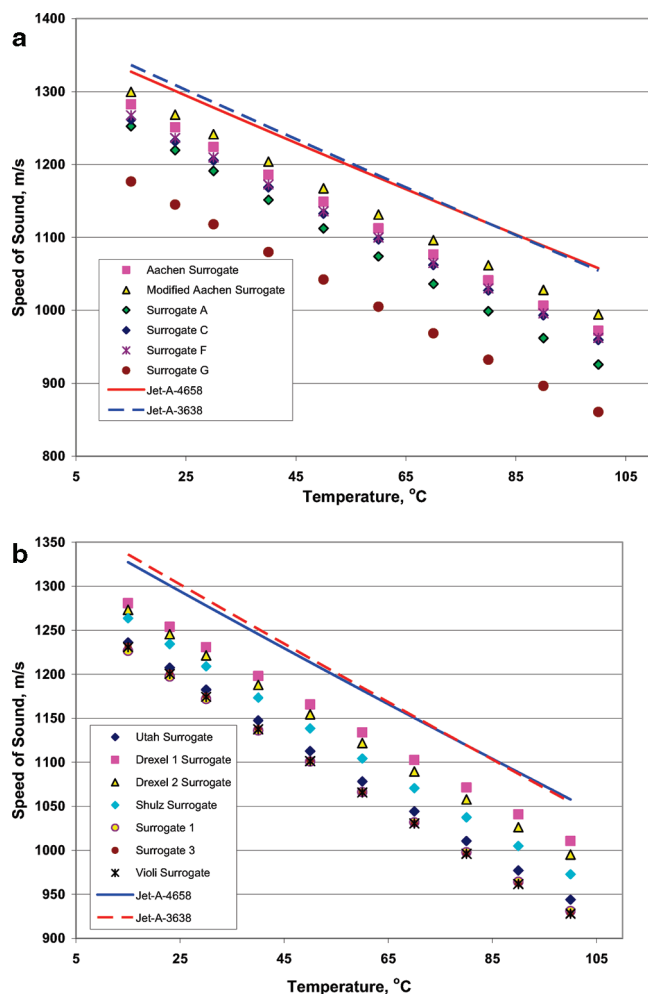 a
1400
1300
1200
1100
1000
900
800
Speed of Sound, m/s
Aachen Surrogate
Modified Aachen Surrogate
Surrogate A
Surrogate C
Surrogate F
Surrogate G
Jet-A-4658
Jet-A-3638
5 25 45 65 85 105
Temperature, °C
b
1350
1300
1250
1200
1150
1100
1050
1000
950
900
Speed of Sound, m/s
Utah Surrogate
Drexel 1 Surrogate
Drexel 2 Surrogate
Shulz Surrogate
Surrogate 1
Surrogate 3
Violi Surrogate
Jet-A-4658
Jet-A-3638
5 25 45 65 85 105
Temperature, °C